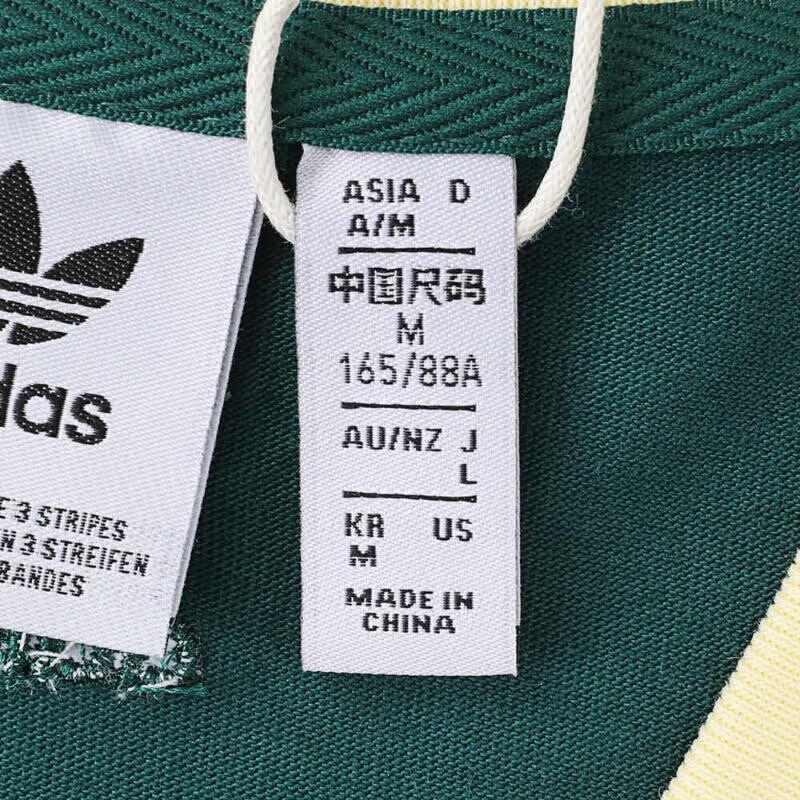 das
E 3 STRIPES
N 3 STREIFEN
BANDES
ASIA D
A/M
中国尺码
M
165/88A
AU/NZ J
L
KR US
M
MADE IN
CHINA